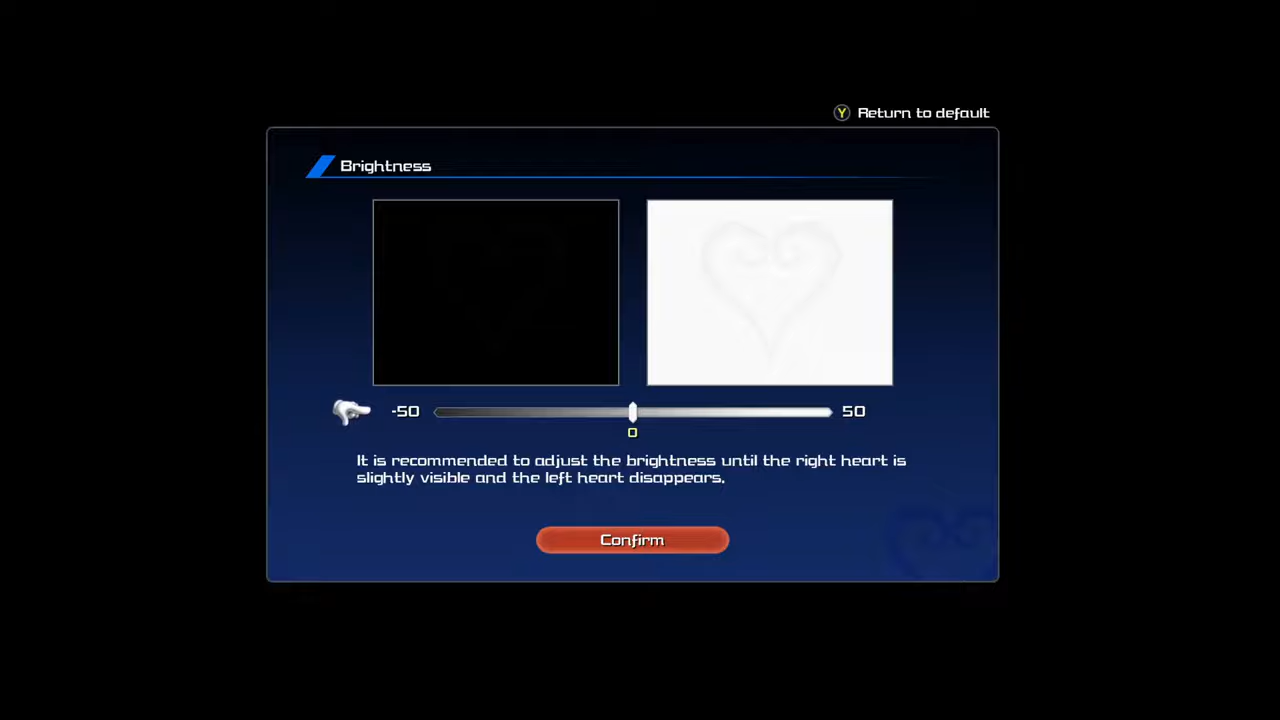 Y Return to default
Brightness
-50 50
0
It is recommended to adjust the brightness until the right heart is
slightly visible and the left heart disappears.
Confirm